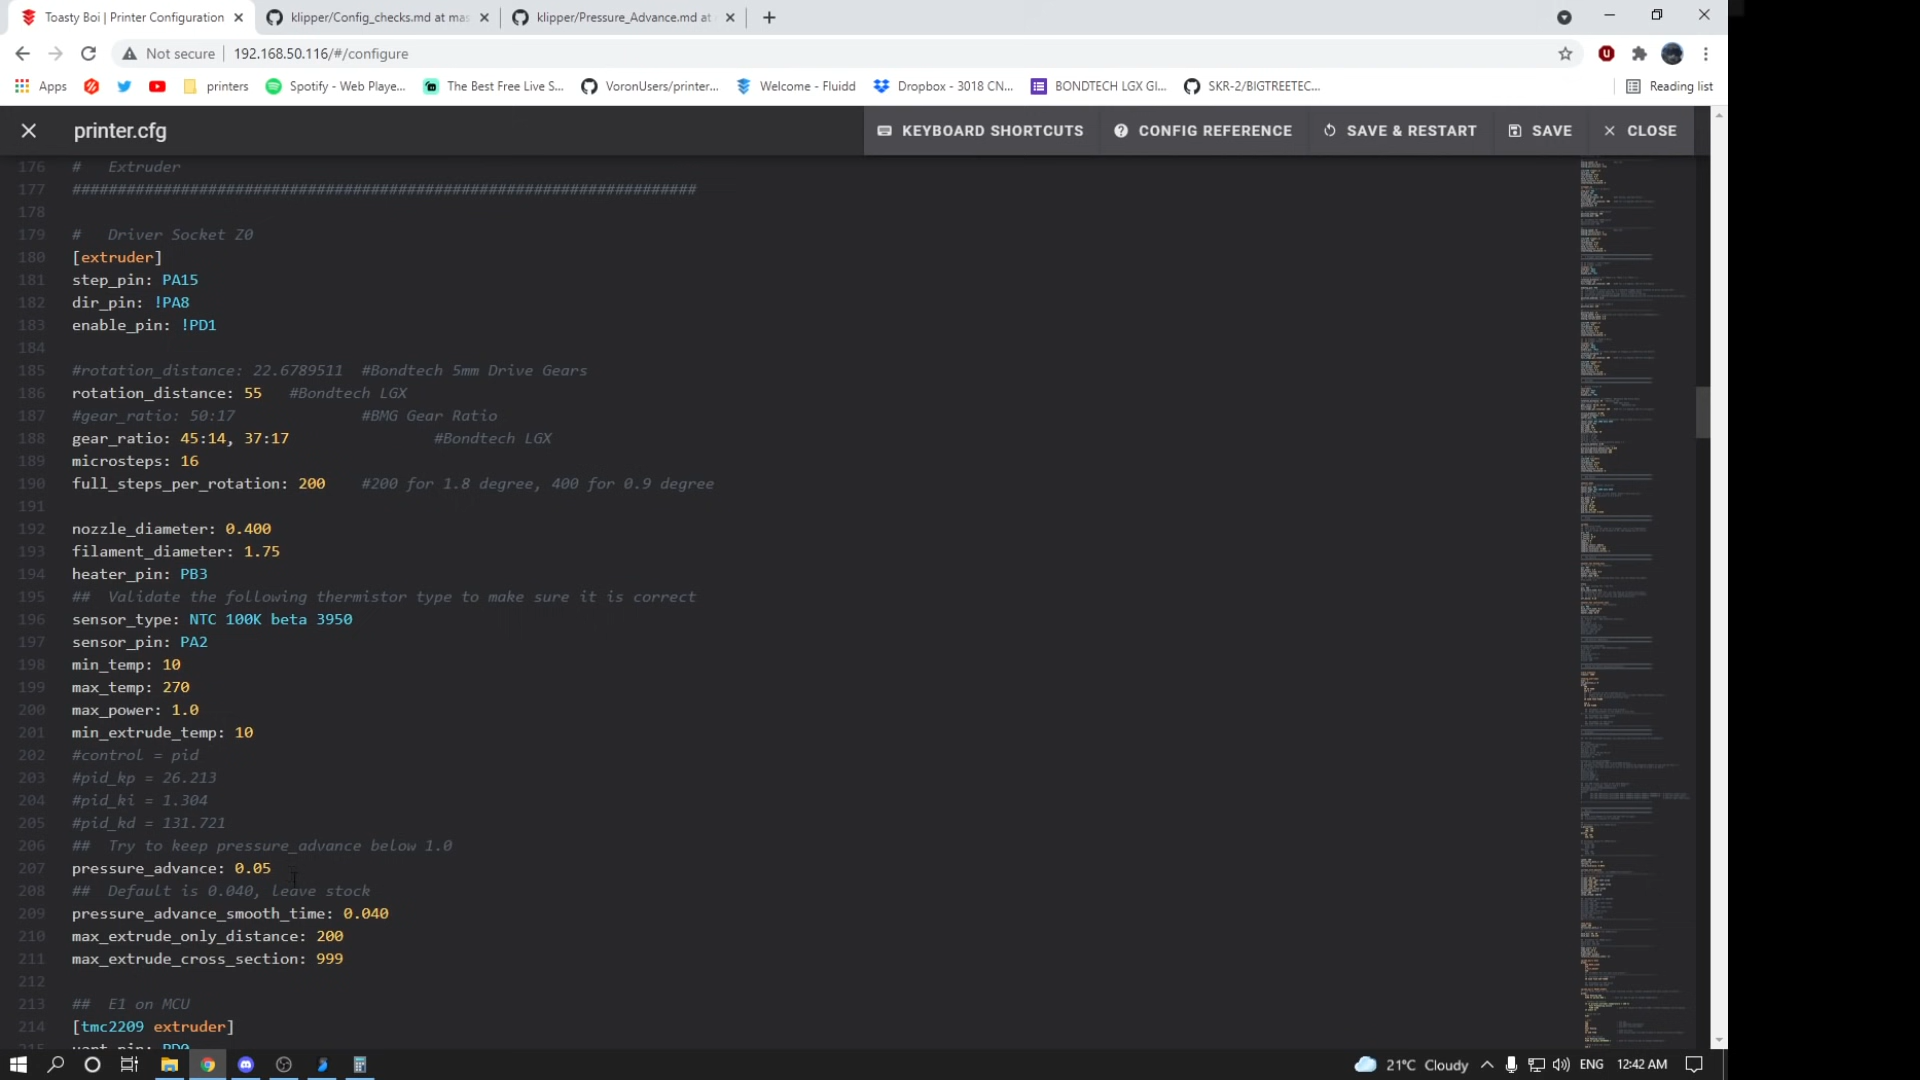 Toasty Boi | Printer Configuration
klipper/Config_checks.md at mas
klipper/Pressure_Advance.md at
Not secure | 192.168.50.116/#/configure
Apps
printers
Spotify - Web Playe...
The Best Free Live S...
VoronUsers/printer...
Welcome - Fluidd
Dropbox - 3018 CN...
BONDTECH LGX Gl...
SKR-2/BIGTREETEC...
Reading list
printer.cfg
KEYBOARD SHORTCUTS
CONFIG REFERENCE
SAVE & RESTART
SAVE
CLOSE
176 #   Extruder
177 #####################################################################
178
179 #   Driver Socket Z0
180 [extruder]
181 step_pin: PA15
182 dir_pin: !PA8
183 enable_pin: !PD1
184
185 #rotation_distance: 22.6789511  #Bondtech 5mm Drive Gears
186 rotation_distance: 55   #Bondtech LGX
187 #gear_ratio: 50:17              #BMG Gear Ratio
188 gear_ratio: 45:14, 37:17                #Bondtech LGX
189 microsteps: 16
190 full_steps_per_rotation: 200    #200 for 1.8 degree, 400 for 0.9 degree
191
192 nozzle_diameter: 0.400
193 filament_diameter: 1.75
194 heater_pin: PB3
195 ##  Validate the following thermistor type to make sure it is correct
196 sensor_type: NTC 100K beta 3950
197 sensor_pin: PA2
198 min_temp: 10
199 max_temp: 270
200 max_power: 1.0
201 min_extrude_temp: 10
202 #control = pid
203 #pid_kp = 26.213
204 #pid_ki = 1.304
205 #pid_kd = 131.721
206 ##  Try to keep pressure_advance below 1.0
207 pressure_advance: 0.05
208 ##  Default is 0.040, leave stock
209 pressure_advance_smooth_time: 0.040
210 max_extrude_only_distance: 200
211 max_extrude_cross_section: 999
212
213 ##  E1 on MCU
214 [tmc2209 extruder]
215 uart_pin: PD0
21°C Cloudy
ENG
12:42 AM